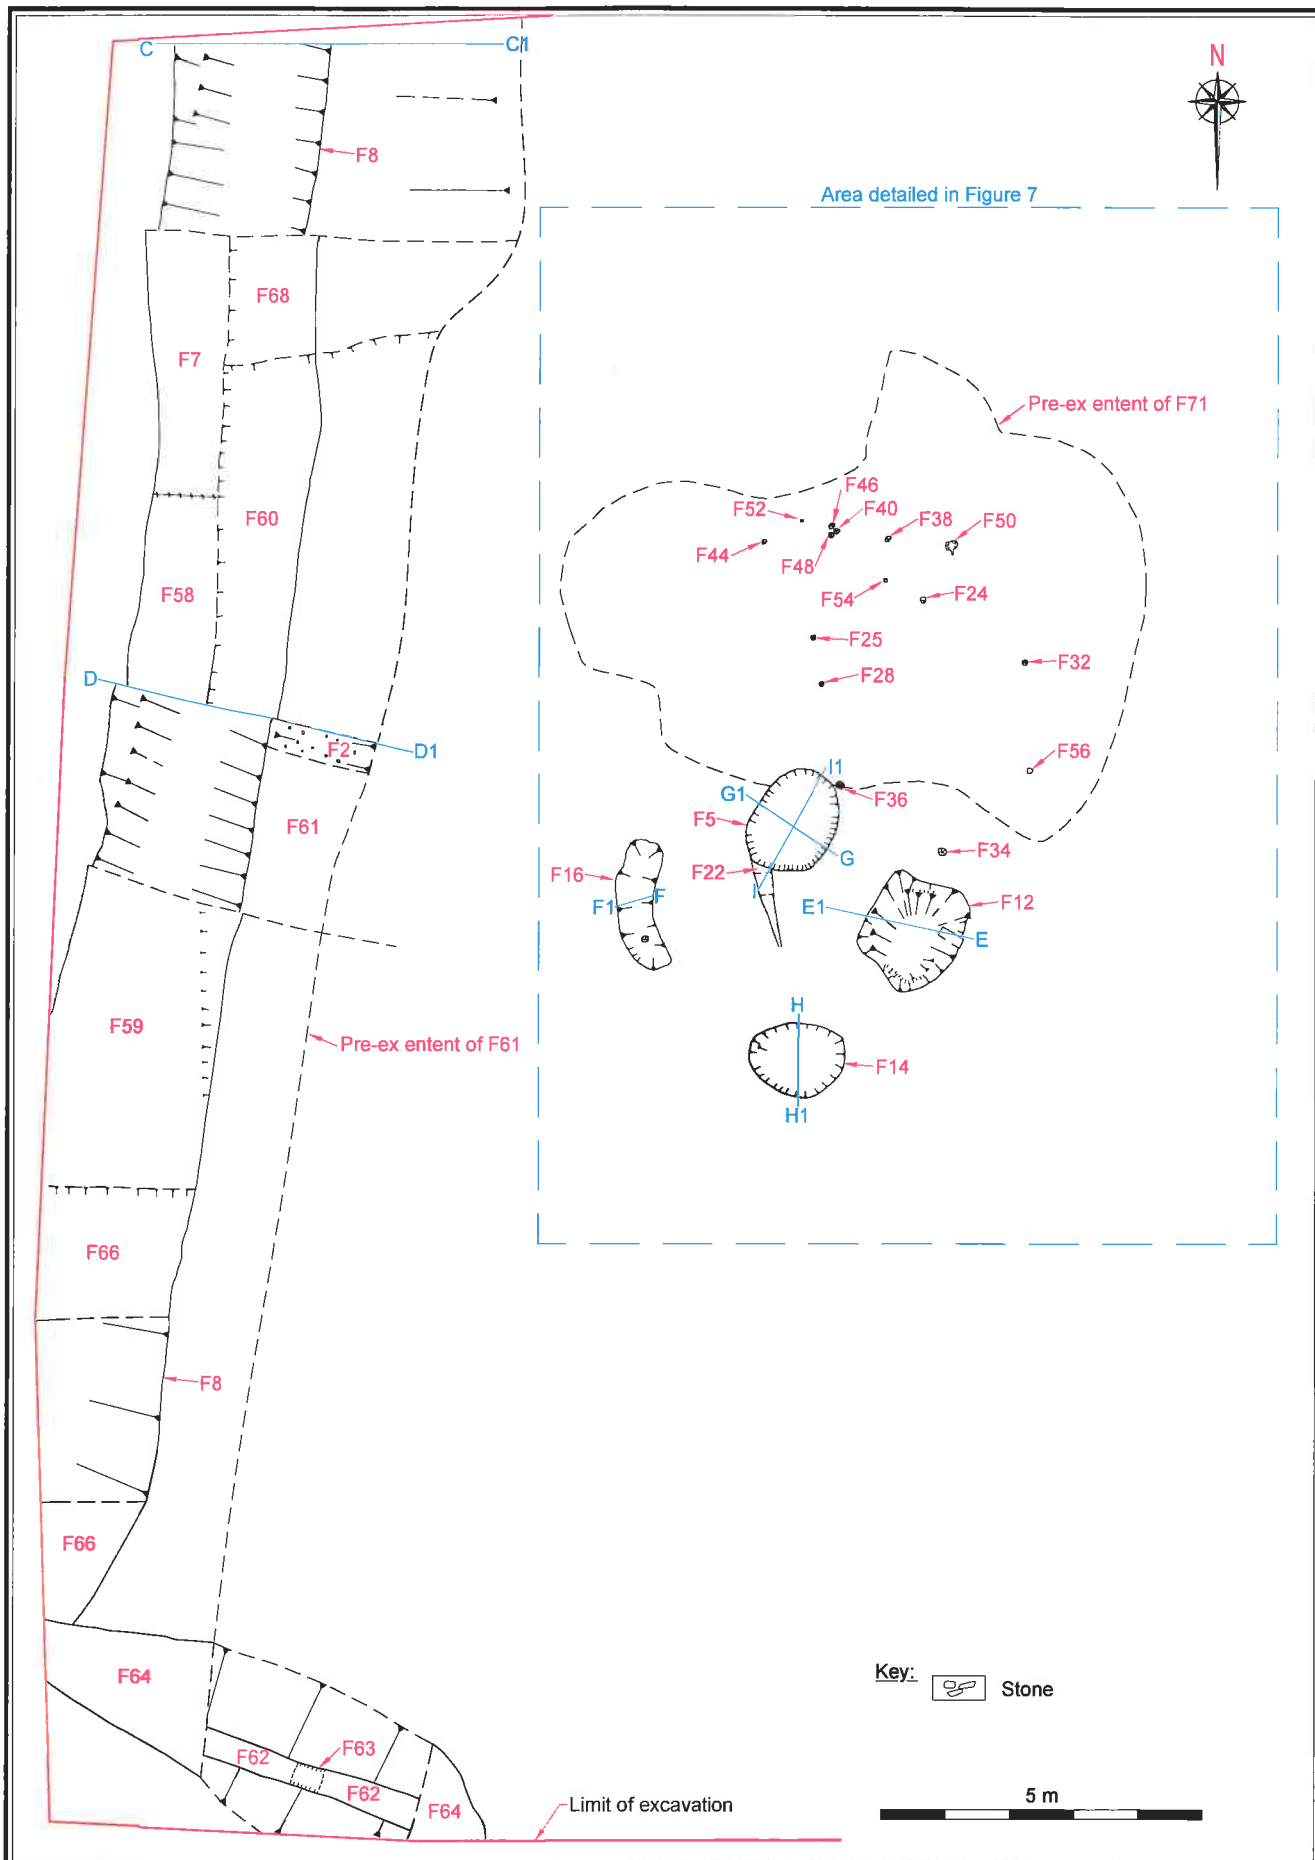 C
C1
N
F8
Area detailed in Figure 7
F68
F7
Pre-ex entent of F71
F46
F52
F40
F38
F50
F60
F44
F48
F58
F54
F24
F25
F32
D
F28
F2
D1
F56
I1
G1
F36
F5
F61
G
F34
F16
F22
F12
F1
F
I
E1
E
H
F59
Pre-ex entent of F61
F14
H1
F66
F8
F66
F64
Key:
Stone
F63
F62
F62
5 m
F64
Limit of excavation